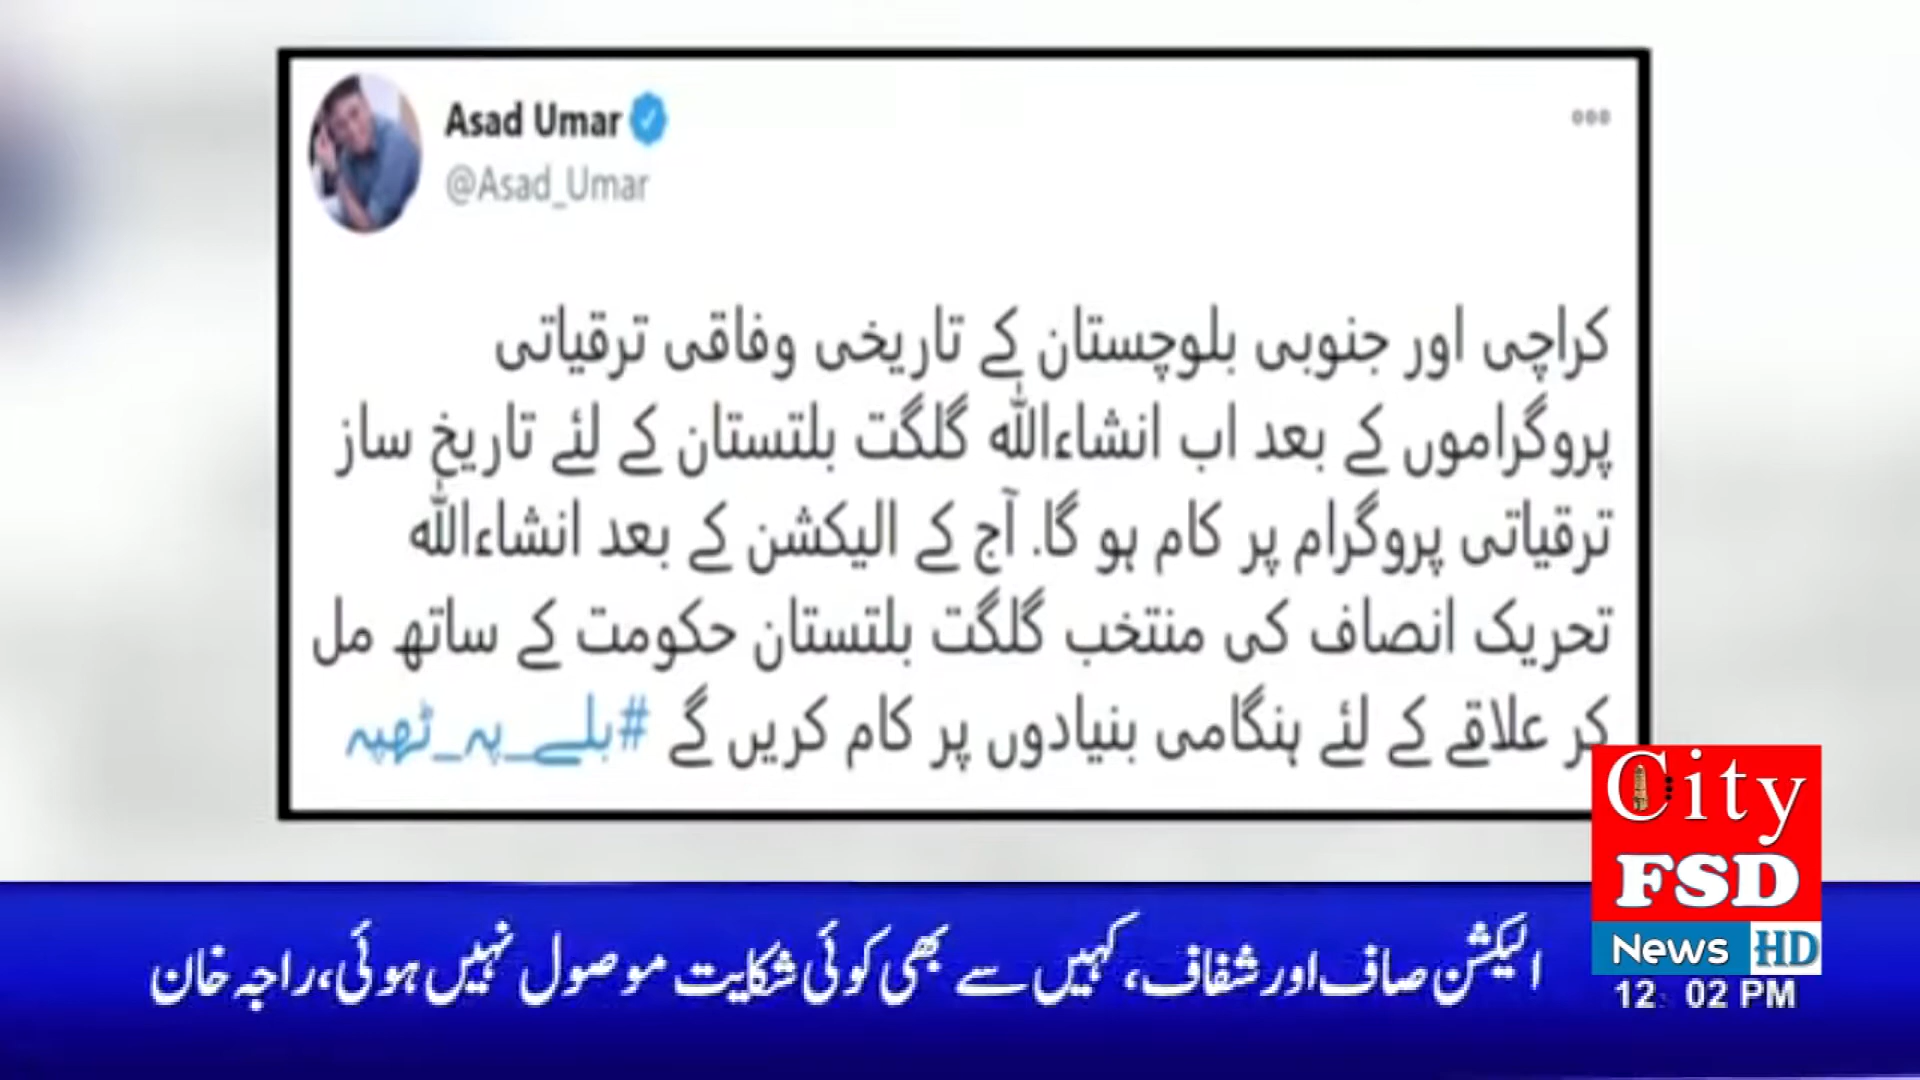 Asad Umar
@Asad_Umar
کراچی اور جنوبی بلوچستان کے تاریخی وفاقی ترقیاتی
پروگراموں کے بعد اب انشاءاللّٰہ گلگت بلتستان کے لئے تاریخ ساز
ترقیاتی پروگرام پر کام ہو گا. آج کے الیکشن کے بعد انشاءاللّٰہ
تحریک انصاف کی منتخب گلگت بلتستان حکومت کے ساتھ مل
کر علاقے کے لئے ہنگامی بنیادوں پر کام کریں گے #بلے_پہ_ٹھپہ
City
FSD
News HD
12:02 PM
الیکشن صاف اور شفاف، کہیں سے بھی کوئی شکایت موصول نہیں ہوئی، راجہ خان